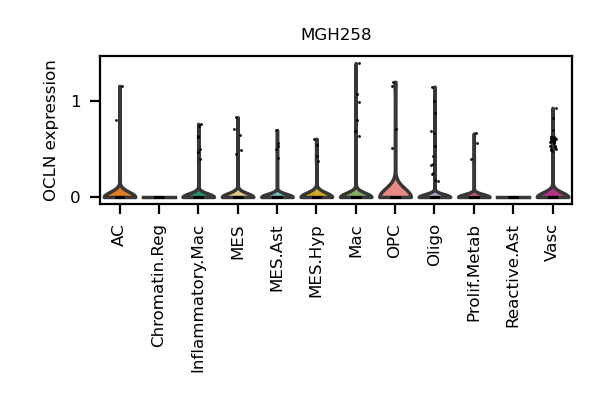 MGH258
OCLN expression
1
0
AC
Chromatin.Reg
Inflammatory.Mac
MES
MES.Ast
MES.Hyp
Mac
OPC
Oligo
Prolif.Metab
Reactive.Ast
Vasc